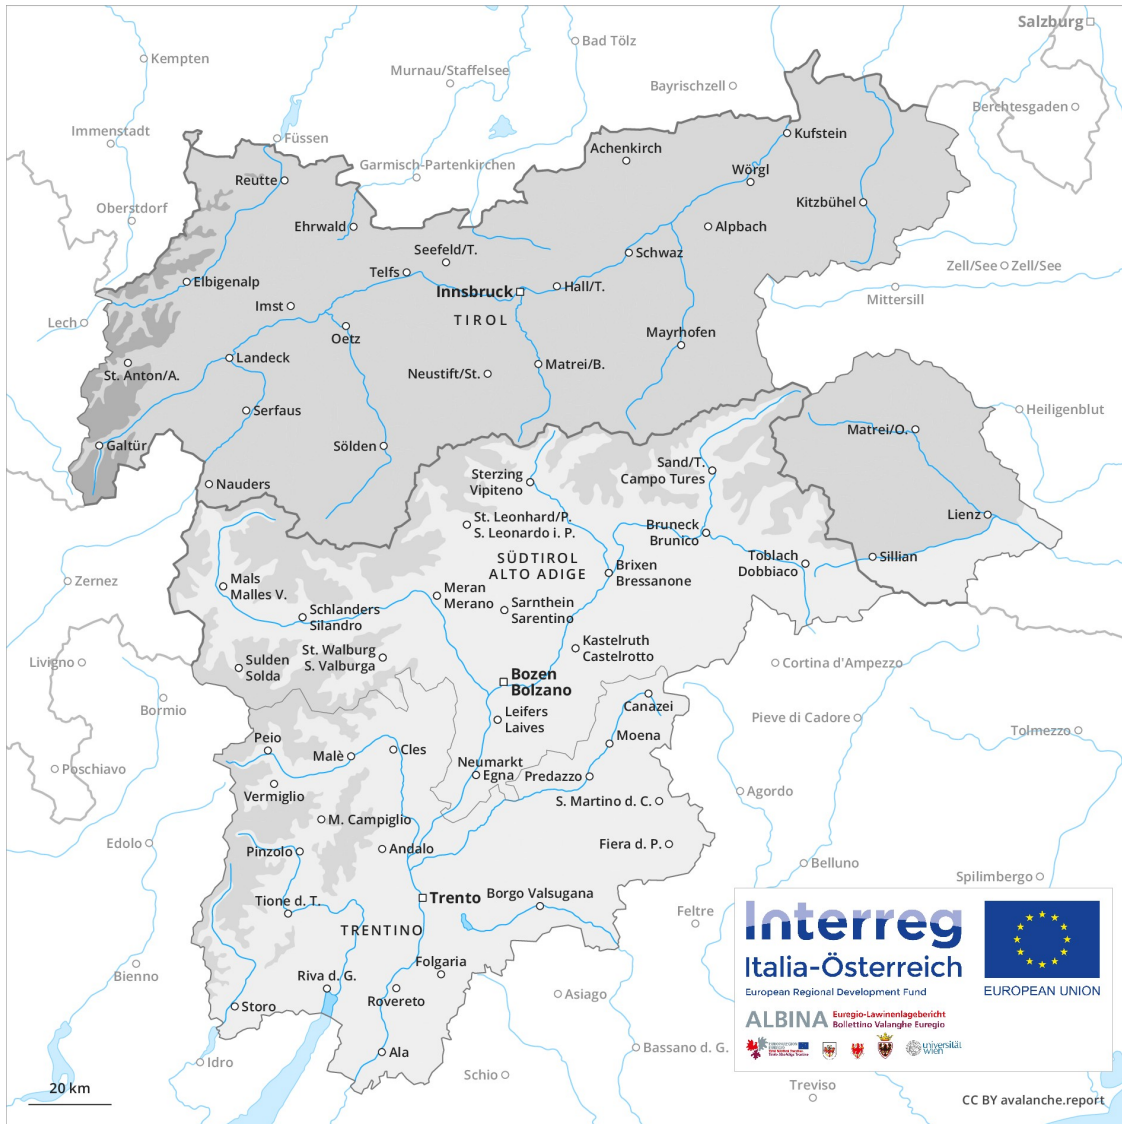 Salzburg
Bad Tölz
Kempten
Murnau/Staffelsee
Bayrischzell
Berchtesgaden
Immenstadt
Füssen
Kufstein
Achenkirch
Garmisch-Partenkirchen
Wörgl
Reutte
Kitzbühel
Oberstdorf
Ehrwald
Alpbach
Seefeld/T.
Schwaz
Telfs
Zell/See
Zell/See
Elbigenalp
Innsbruck
Hall/T.
Mittersill
Imst
TIROL
Lech
Oetz
Mayrhofen
Landeck
Matrei/B.
St. Anton/A.
Neustift/St.
Serfaus
Heiligenblut
Matrei/O.
Galtür
Sölden
Sand/T.
Campo Tures
Sterzing
Vipiteno
Nauders
St. Leonhard/P.
S. Leonardo i. P.
Lienz
Bruneck
Brunico
SÜDTIROL
ALTO ADIGE
Toblach
Dobbiaco
Sillian
Brixen
Bressanone
Zernez
Mals
Malles V.
Meran
Merano
Sarnthein
Sarentino
Schlanders
Silandro
Kastelruth
Castelrotto
St. Walburg
S. Valburga
Livigno
Sulden
Solda
Cortina d'Ampezzo
Bozen
Bolzano
Bormio
Canazei
Leifers
Laives
Pieve di Cadore
Tolmezzo
Peio
Moena
Malè
Cles
Neumarkt
Egna
Predazzo
Poschiavo
Vermiglio
Agordo
S. Martino d. C.
M. Campiglio
Edolo
Pinzolo
Andalo
Fiera d. P.
Belluno
Spilimbergo
Tione d. T.
Trento
Borgo Valsugana
Feltre
TRENTINO
Interreg
Italia-Österreich
European Regional Development Fund
EUROPEAN UNION
Folgaria
Bienno
Riva d. G.
Rovereto
Asiago
Storo
ALBINA
Euregio-Lawinenlagebericht
Bollettino Valanghe Euregio
universität
wien
Ala
Bassano d. G.
Idro
Schio
Treviso
20 km
CC BY avalanche.report